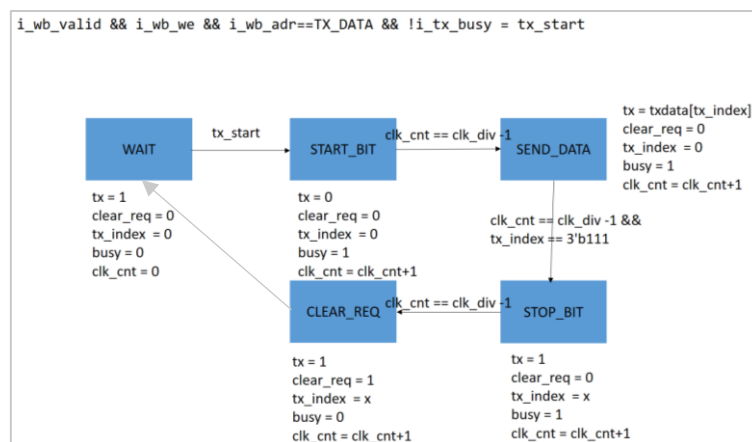 i_wb_valid && i_wb_we && i_wb_adr==TX_DATA && !i_tx_busy = tx_start
WAIT
tx_start
START_BIT
clk_cnt == clk_div -1
SEND_DATA
tx = txdata[tx_index]
clear_req = 0
tx_index  = 0
busy = 1
clk_cnt = clk_cnt+1
tx = 1
clear_req = 0
tx_index  = 0
busy = 0
clk_cnt = 0
tx = 0
clear_req = 0
tx_index  = 0
busy = 1
clk_cnt = clk_cnt+1
clk_cnt == clk_div -1 &&
tx_index == 3'b111
CLEAR_REQ
clk_cnt == clk_div -1
STOP_BIT
tx = 1
clear_req = 1
tx_index  = x
busy = 0
clk_cnt = clk_cnt+1
tx = 1
clear_req = 0
tx_index  = x
busy = 1
clk_cnt = clk_cnt+1